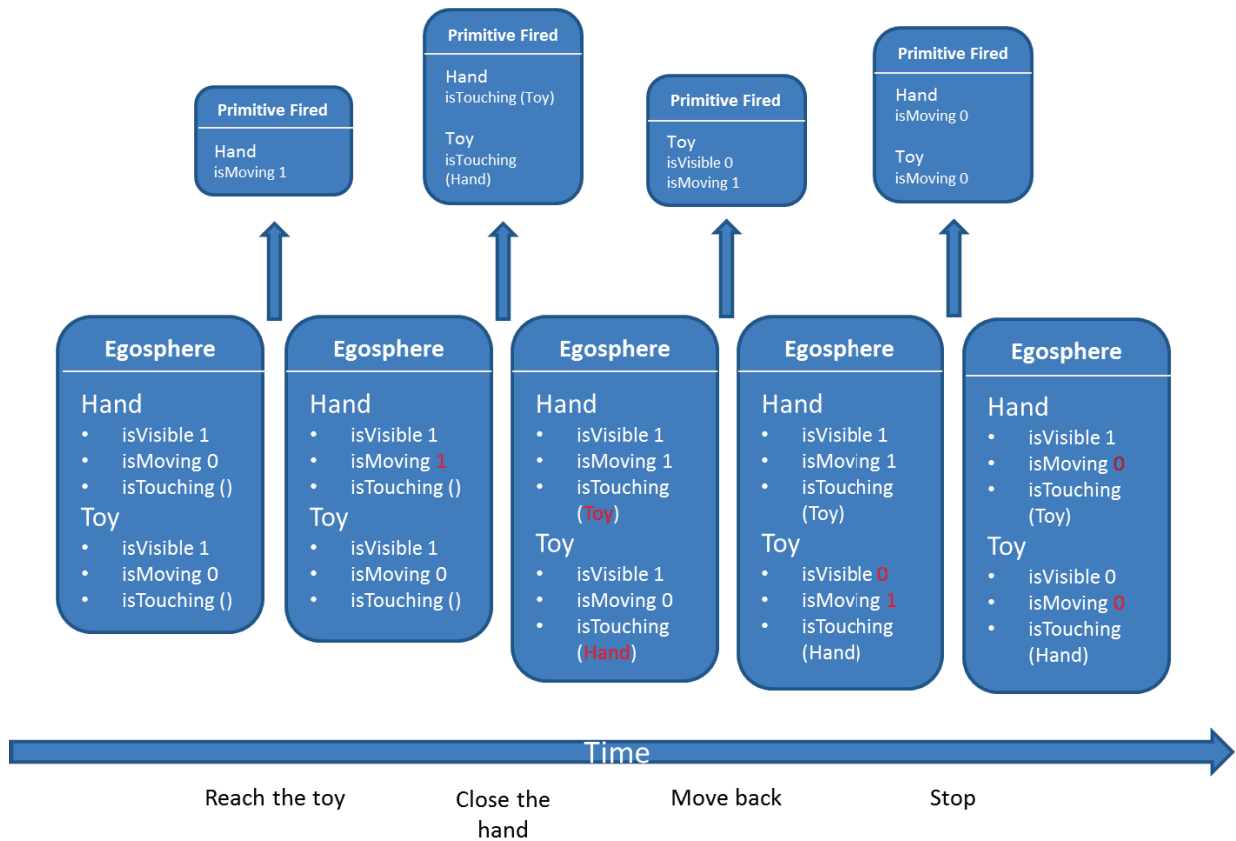 Primitive Fired
Hand
isMoving 1
Primitive Fired
Hand
isTouching (Toy)
Toy
isTouching
(Hand)
Primitive Fired
Toy
isVisible 0
isMoving 1
Primitive Fired
Hand
isMoving 0
Toy
isMoving 0
Egosphere
Hand
• isVisible 1
• isMoving 0
• isTouching ()
Toy
• isVisible 1
• isMoving 0
• isTouching ()
Egosphere
Hand
• isVisible 1
• isMoving 1
• isTouching ()
Toy
• isVisible 1
• isMoving 0
• isTouching ()
Egosphere
Hand
• isVisible 1
• isMoving 1
• isTouching
(Toy)
Toy
• isVisible 1
• isMoving 0
• isTouching
(Hand)
Egosphere
Hand
• isVisible 1
• isMoving 1
• isTouching
(Toy)
Toy
• isVisible 0
• isMoving 1
• isTouching
(Hand)
Egosphere
Hand
• isVisible 1
• isMoving 0
• isTouching
(Toy)
Toy
• isVisible 0
• isMoving 0
• isTouching
(Hand)
Time
Reach the toy
Close the
hand
Move back
Stop